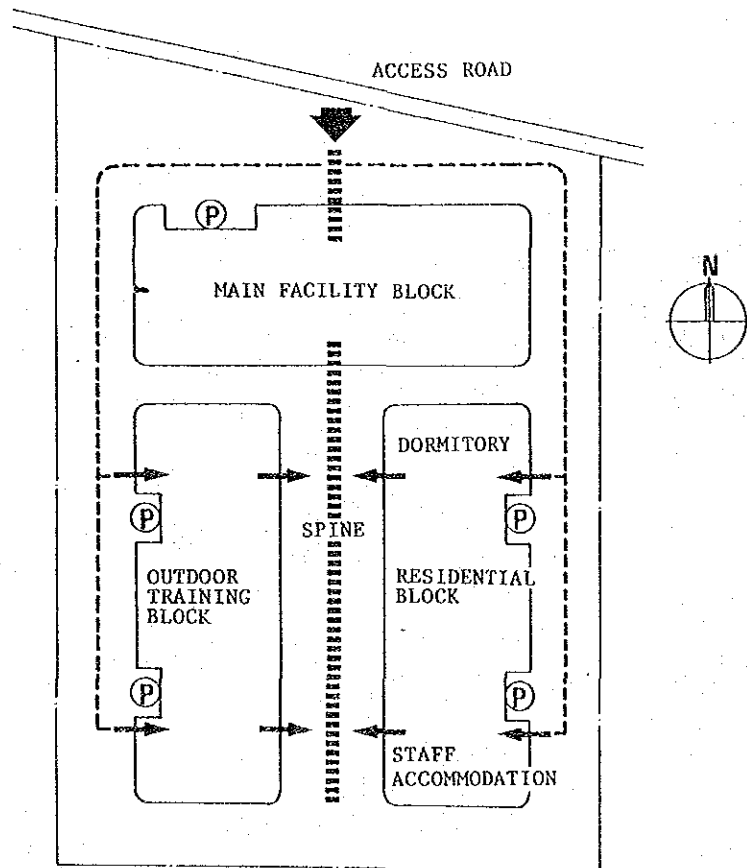 ACCESS ROAD
P
MAIN FACILITY BLOCK
N
DORMITORY
P
P
SPINE
OUTDOOR
TRAINING
BLOCK
RESIDENTIAL
BLOCK
P
P
STAFF
ACCOMMODATION